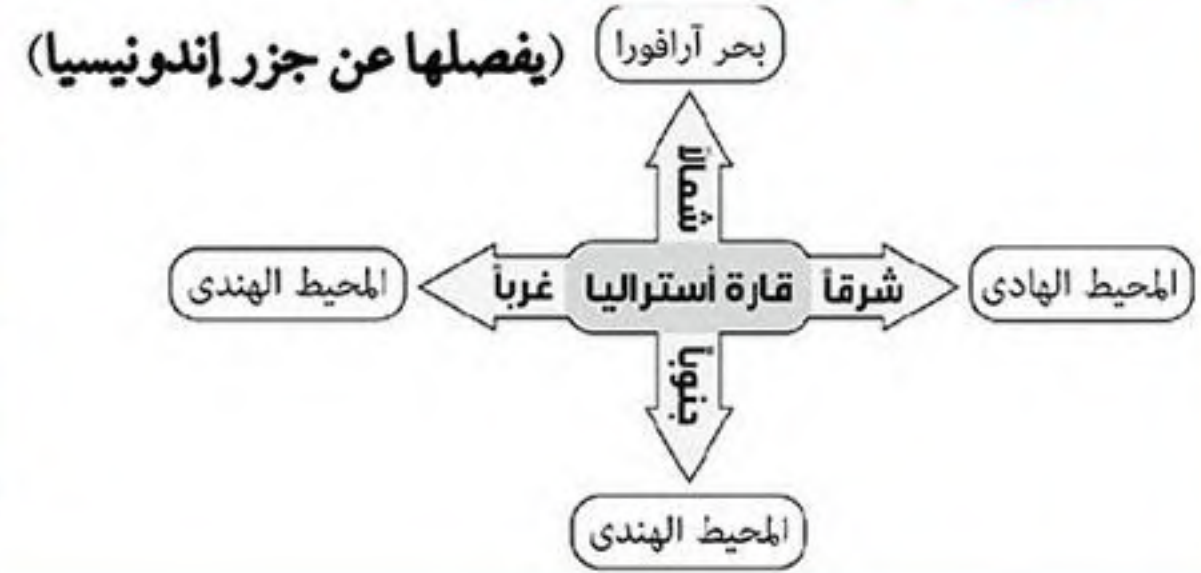 بحر آرافورا (يفصلها عن جزر إندونيسيا)
شمالاً
المحيط الهادى شرقاً قارة أستراليا غرباً المحيط الهندى
جنوباً
المحيط الهندى